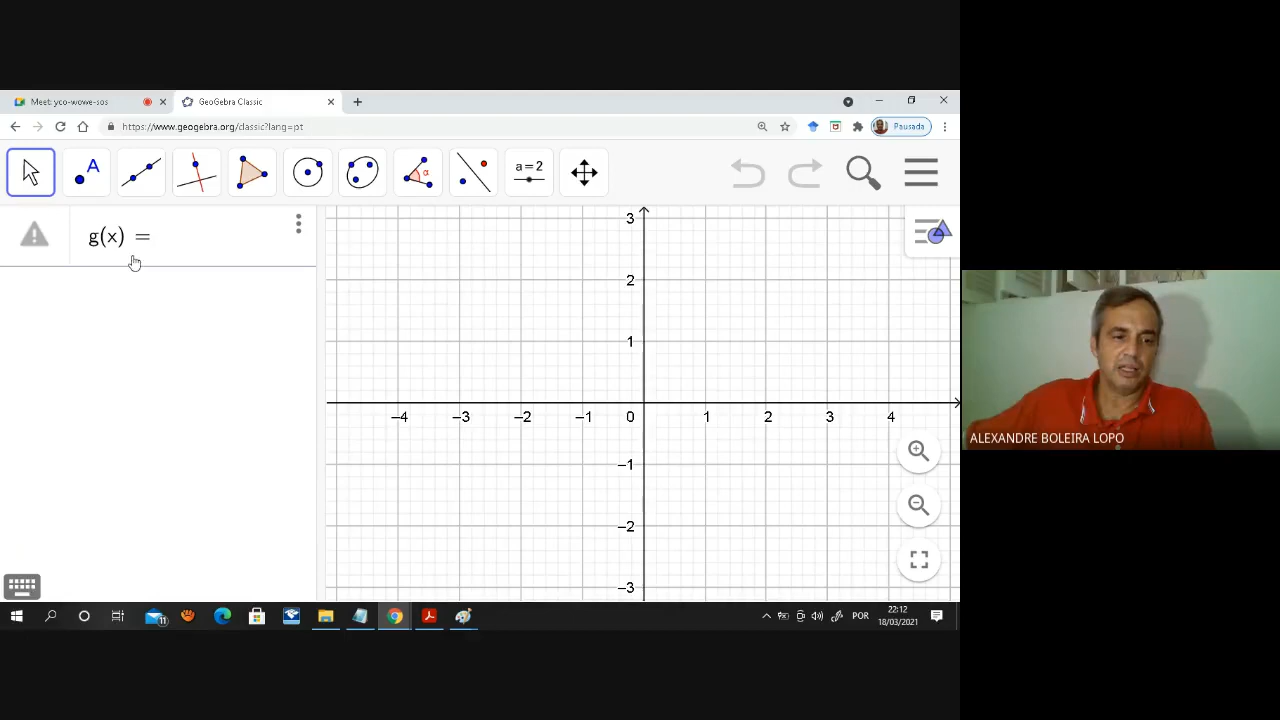 Meet: yco-wowe-sos
GeoGebra Classic
https://www.geogebra.org/classic?lang=pt
Pausada
A
α
a = 2
g(x) =
3
2
1
–4 –3 –2 –1 0 1 2 3 4
–1
–2
–3
ALEXANDRE BOLEIRA LOPO
11
POR
22:12
18/03/2021